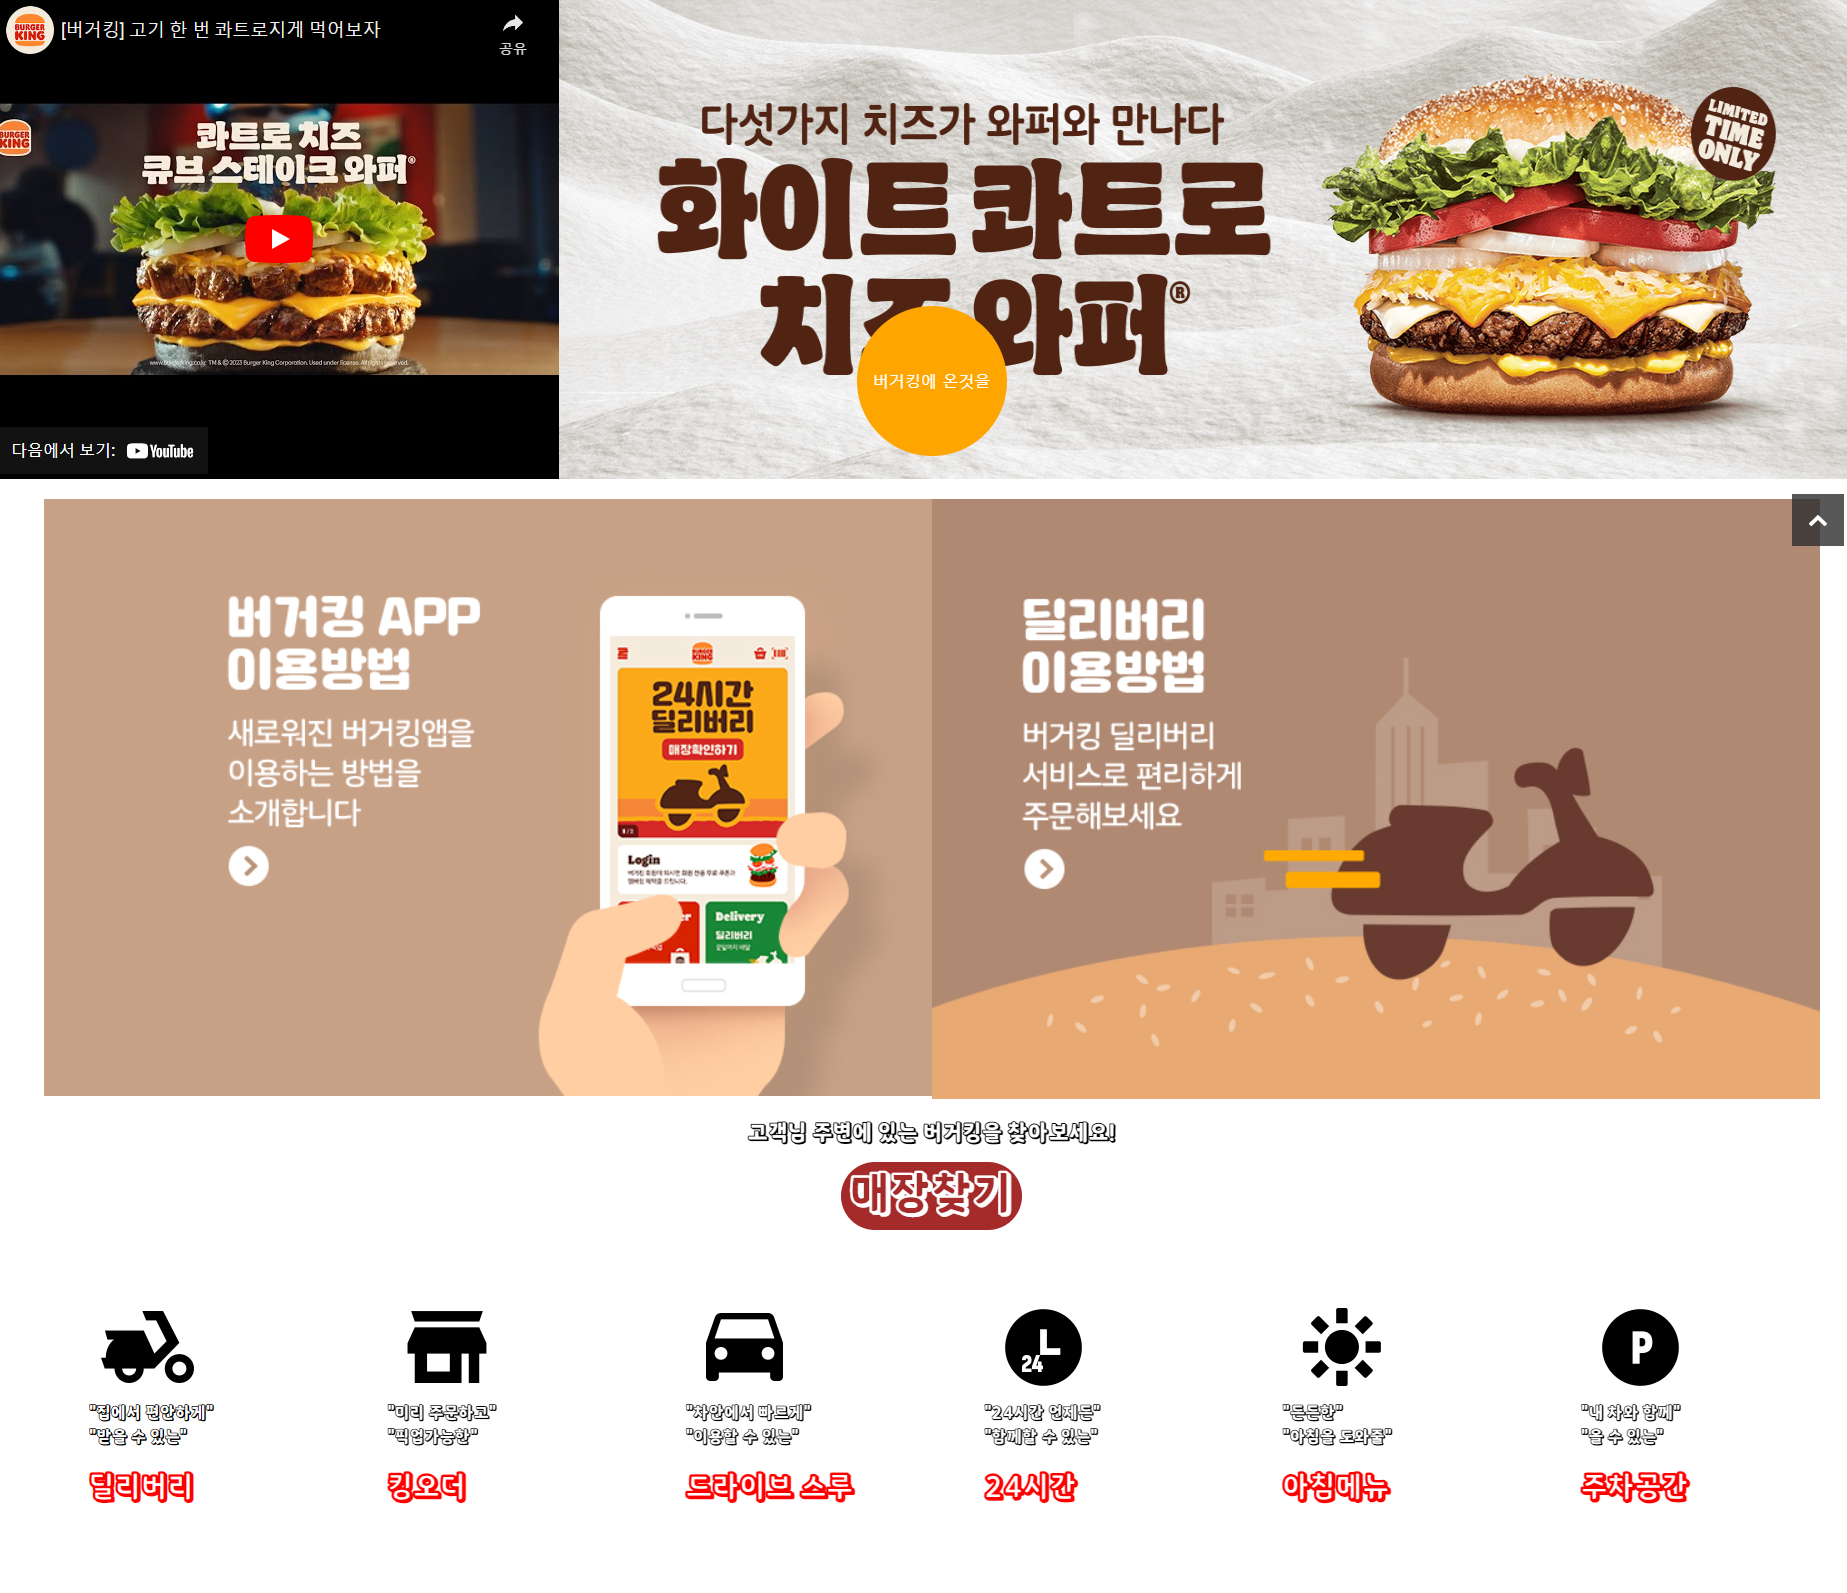 BURGER KING
[버거킹] 고기 한 번 콰트로지게 먹어보자
공유
BURGER KING
콰트로 치즈
큐브 스테이크 와퍼®
www.burgerking.co.kr TM & © 2023 Burger King Corporation. Used under license. All rights reserved.
다음에서 보기: YouTube
다섯가지 치즈가 와퍼와 만나다
화이트 콰트로
치즈 와퍼®
LIMITED
TIME
ONLY
버거킹에 온것을
버거킹 APP
이용방법
새로워진 버거킹앱을
이용하는 방법을
소개합니다
BURGER KING
24시간
딜리버리
매장확인하기
Login
Delivery
딜리버리
딜리버리
이용방법
버거킹 딜리버리
서비스로 편리하게
주문해보세요
고객님 주변에 있는 버거킹을 찾아보세요!
매장찾기
24
P
"집에서 편안하게"
"받을 수 있는"
딜리버리
"미리 주문하고"
"픽업가능한"
킹오더
"차안에서 빠르게"
"이용할 수 있는"
드라이브 스루
"24시간 언제든"
"함께할 수 있는"
24시간
"든든한"
"아침을 도와줄"
아침메뉴
"내 차와 함께"
"올 수 있는"
주차공간